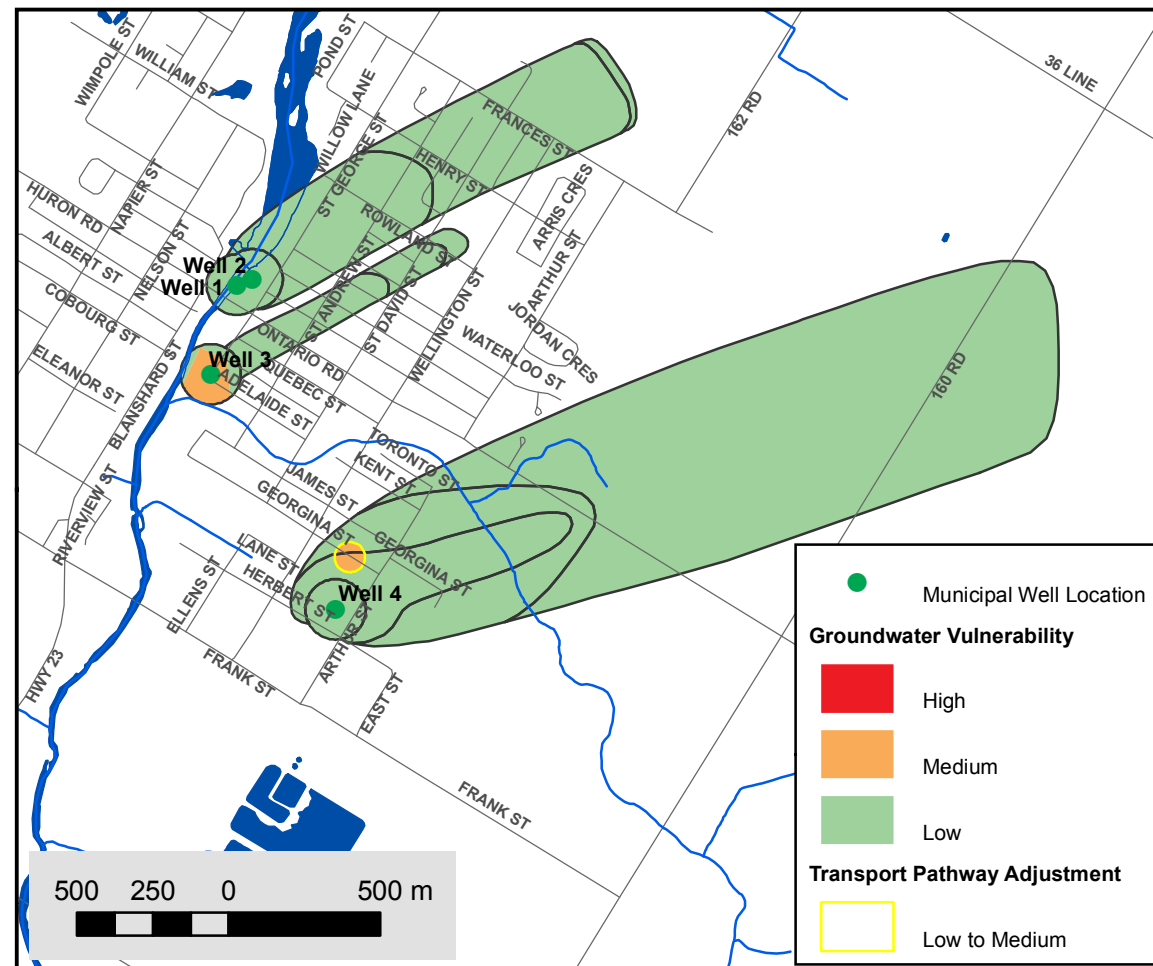 POND ST
WIMPOLE ST
WILLIAM ST
36 LINE
162 RD
WILLOW LANE
FRANCES ST
ST GEORGE ST
HENRY ST
NAPIER ST
HURON RD
ARRIS CRES
ROWLAND ST
ALBERT ST
NELSON ST
ARTHUR ST
Well 2
Well 1
ST ANDREW ST
ST DAVID ST
WELLINGTON ST
JORDAN CRES
COBOURG ST
ONTARIO RD
WATERLOO ST
ELEANOR ST
BLANSHARD ST
Well 3
QUEBEC ST
ADELAIDE ST
160 RD
TORONTO ST
KENT ST
JAMES ST
GEORGINA ST
GEORGINA ST
RIVERVIEW ST
LANE ST
HERBERT ST
Well 4
ELLENS ST
ARTHUR ST
FRANK ST
EAST ST
HWY 23
FRANK ST
500 250 0 500 m
Municipal Well Location
Groundwater Vulnerability
High
Medium
Low
Transport Pathway Adjustment
Low to Medium